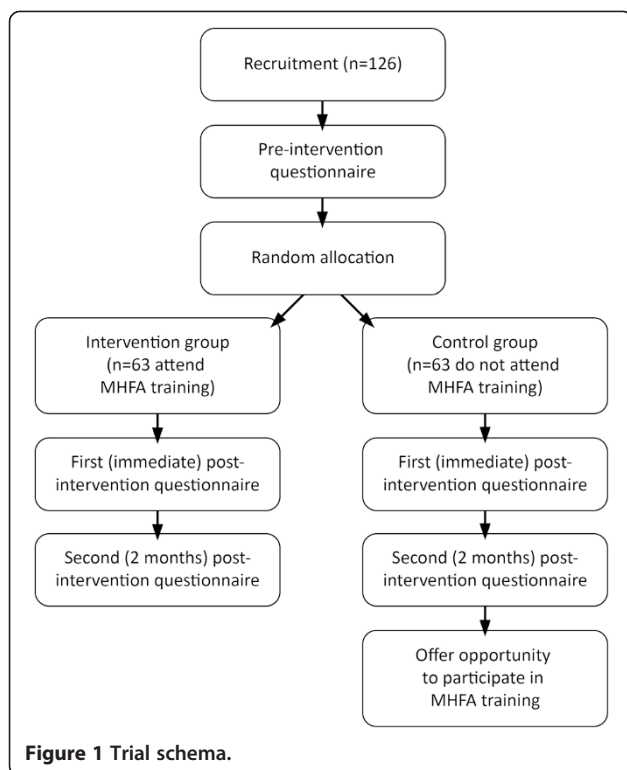 Recruitment (n=126)
Pre-intervention
questionnaire
Random allocation
Intervention group
(n=63 attend
MHFA training)
Control group
(n=63 do not attend
MHFA training)
First (immediate) post-
intervention questionnaire
First (immediate) post-
intervention questionnaire
Second (2 months) post-
intervention questionnaire
Second (2 months) post-
intervention questionnaire
Offer opportunity
to participate in
MHFA training
Figure 1 Trial schema.